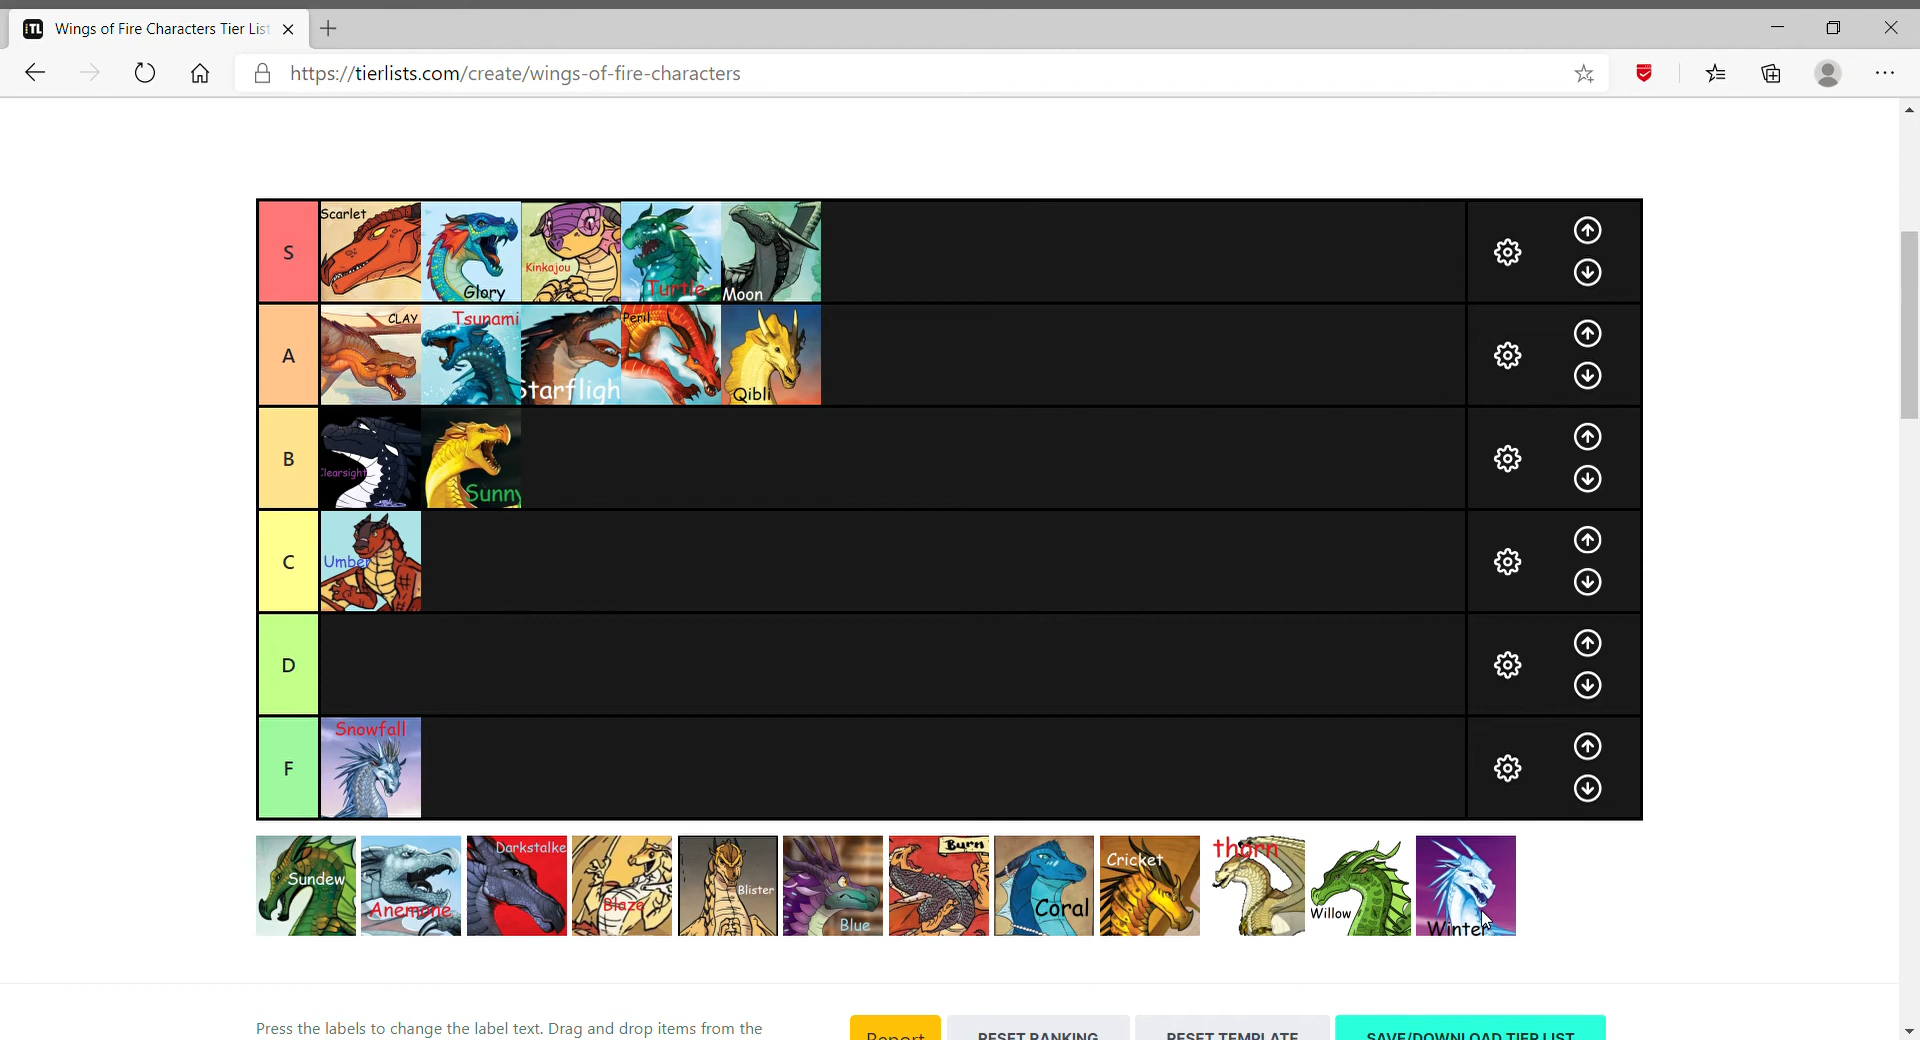 TL Wings of Fire Characters Tier List
https://tierlists.com/create/wings-of-fire-characters
S
Scarlet
Glory
Kinkajou
Turtle
Moon
A
CLAY
Tsunami
Starfligh
Peril
Qibli
B
Clearsight
Sunny
C
Umber
D
F
Snowfall
Sundew
Anemone
Darkstalke
Blaze
Blister
Blue
Burn
Coral
Cricket
thorn
Willow
Winter
Press the labels to change the label text. Drag and drop items from the
Report
RESET RANKING
RESET TEMPLATE
SAVE/DOWNLOAD TIER LIST